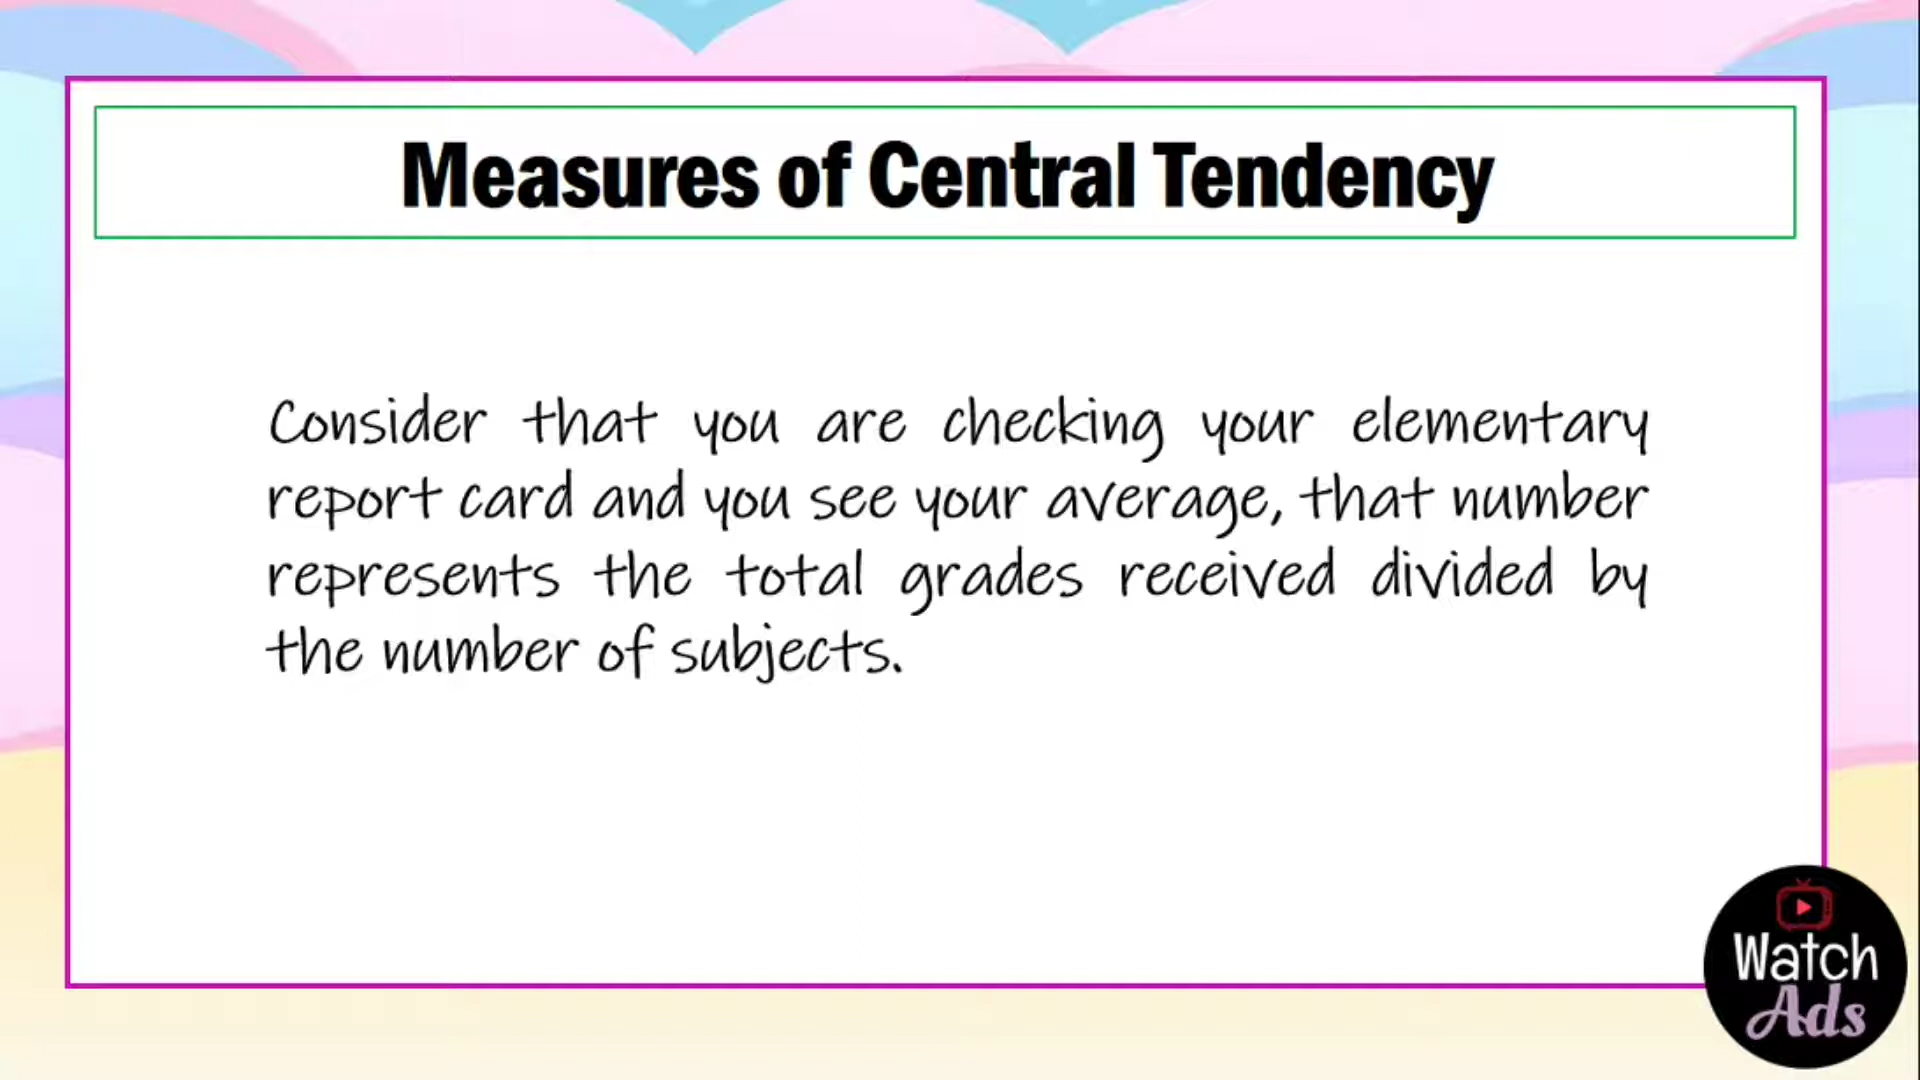 Measures of Central Tendency
Consider that you are checking your elementary
report card and you see your average, that number
represents the total grades received divided by
the number of subjects.
Watch
Ads